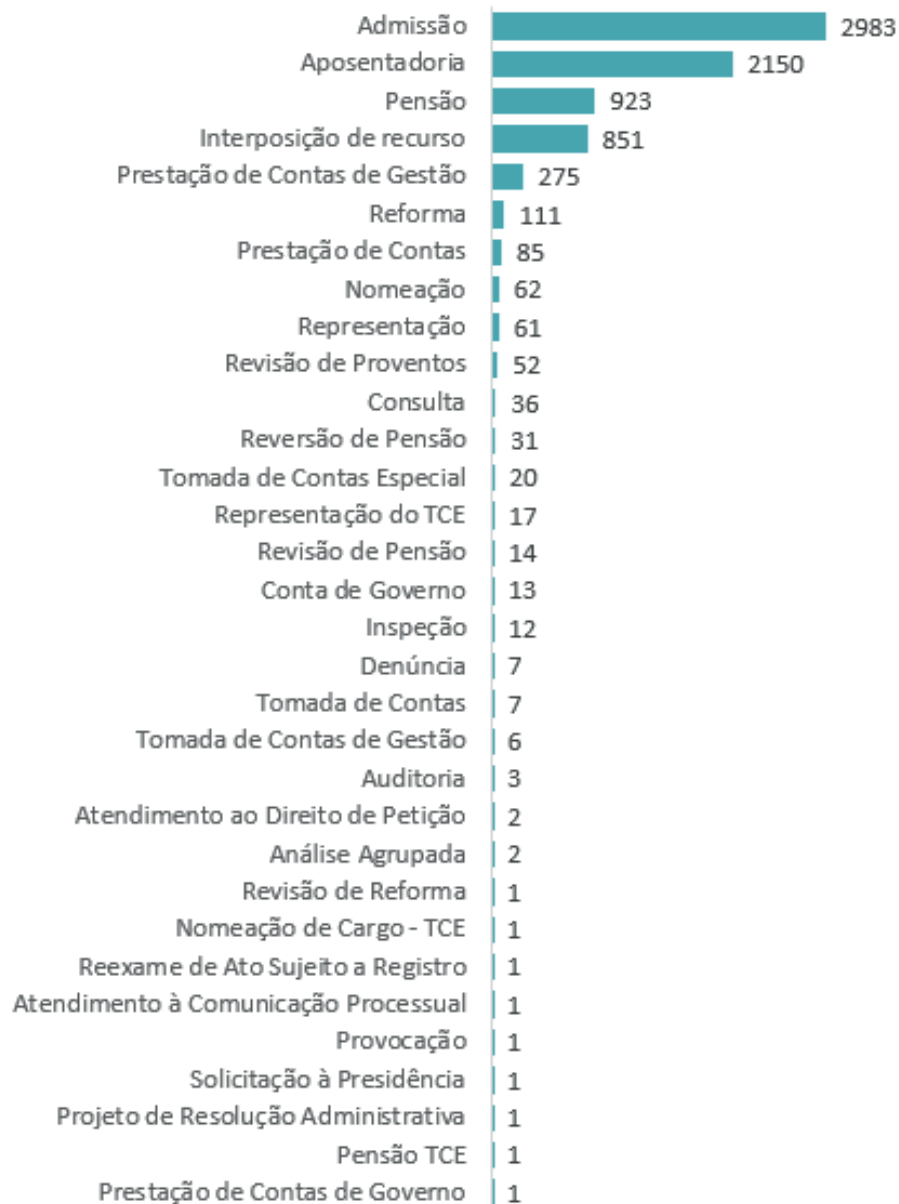 Admissão 2983
Aposentadoria 2150
Pensão 923
Interposição de recurso 851
Prestação de Contas de Gestão 275
Reforma 111
Prestação de Contas 85
Nomeação 62
Representação 61
Revisão de Proventos 52
Consulta 36
Reversão de Pensão 31
Tomada de Contas Especial 20
Representação do TCE 17
Revisão de Pensão 14
Conta de Governo 13
Inspeção 12
Denúncia 7
Tomada de Contas 7
Tomada de Contas de Gestão 6
Auditoria 3
Atendimento ao Direito de Petição 2
Análise Agrupada 2
Revisão de Reforma 1
Nomeação de Cargo - TCE 1
Reexame de Ato Sujeito a Registro 1
Atendimento à Comunicação Processual 1
Provocação 1
Solicitação à Presidência 1
Projeto de Resolução Administrativa 1
Pensão TCE 1
Prestação de Contas de Governo 1